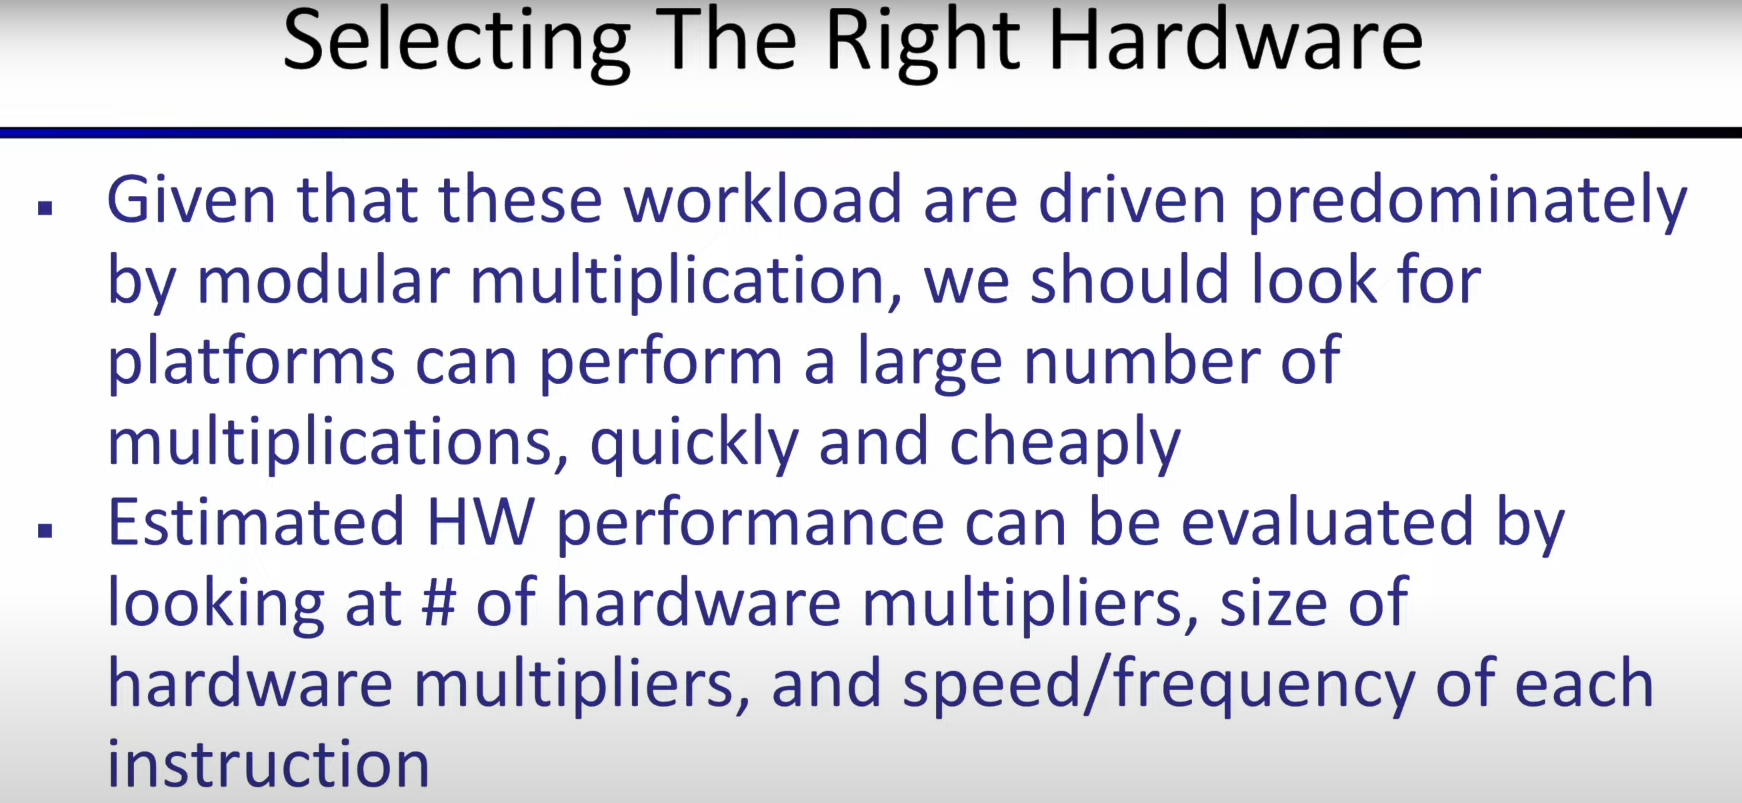 Selecting The Right Hardware
▪ Given that these workload are driven predominately
by modular multiplication, we should look for
platforms can perform a large number of
multiplications, quickly and cheaply
▪ Estimated HW performance can be evaluated by
looking at # of hardware multipliers, size of
hardware multipliers, and speed/frequency of each
instruction